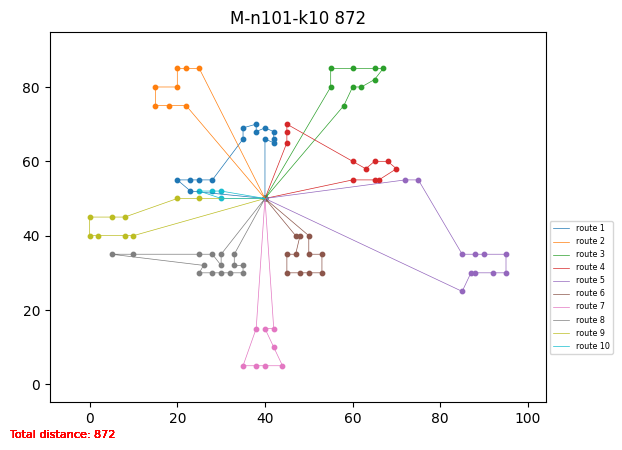 M-n101-k10 872
80
60
40
20
0
0 20 40 60 80 100
route 1
route 2
route 3
route 4
route 5
route 6
route 7
route 8
route 9
route 10
Total distance: 872